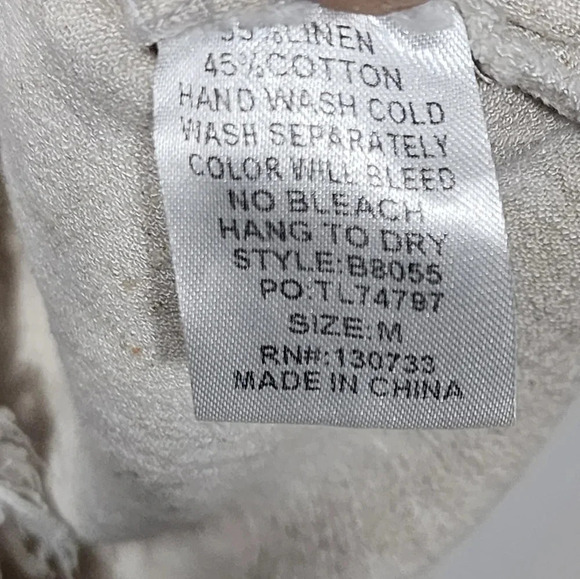 55%LINEN
45%COTTON
HAND WASH COLD
WASH SEPARATELY
COLOR WILL BLEED
NO BLEACH
HANG TO DRY
STYLE:B8055
PO:TL74797
SIZE:M
RN#:130733
MADE IN CHINA